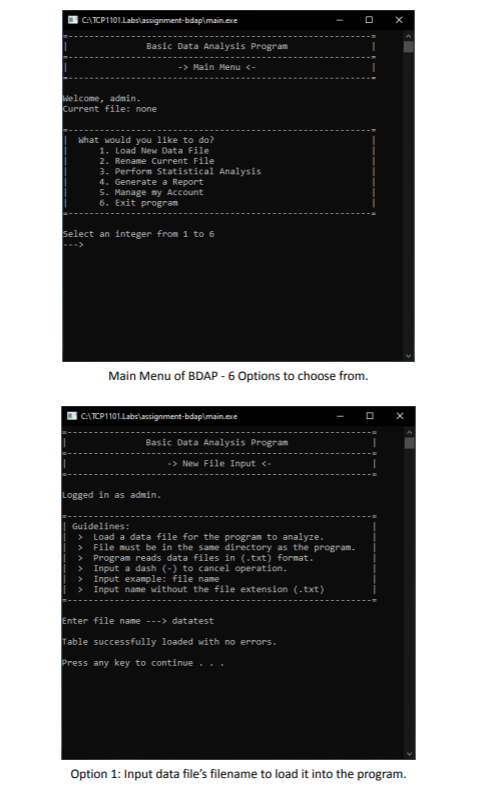 C:\TCP1101.Labs\assignment-bdap\main.exe
=-----------------------------------------------------------=
| Basic Data Analysis Program |
=-----------------------------------------------------------=
| -> Main Menu <- |
=-----------------------------------------------------------=
Welcome, admin.
Current file: none
=-----------------------------------------------------------=
| What would you like to do? |
| 1. Load New Data File |
| 2. Rename Current File |
| 3. Perform Statistical Analysis |
| 4. Generate a Report |
| 5. Manage my Account |
| 6. Exit program |
=-----------------------------------------------------------=
Select an integer from 1 to 6
--->
Main Menu of BDAP - 6 Options to choose from.
C:\TCP1101.Labs\assignment-bdap\main.exe
=-----------------------------------------------------------=
| Basic Data Analysis Program |
=-----------------------------------------------------------=
| -> New File Input <- |
=-----------------------------------------------------------=
Logged in as admin.
=-----------------------------------------------------------=
| Guidelines: |
| > Load a data file for the program to analyze. |
| > File must be in the same directory as the program. |
| > Program reads data files in (.txt) format. |
| > Input a dash (-) to cancel operation. |
| > Input example: file name |
| > Input name without the file extension (.txt) |
=-----------------------------------------------------------=
Enter file name ---> datatest
Table successfully loaded with no errors.
Press any key to continue . . .
Option 1: Input data file's filename to load it into the program.